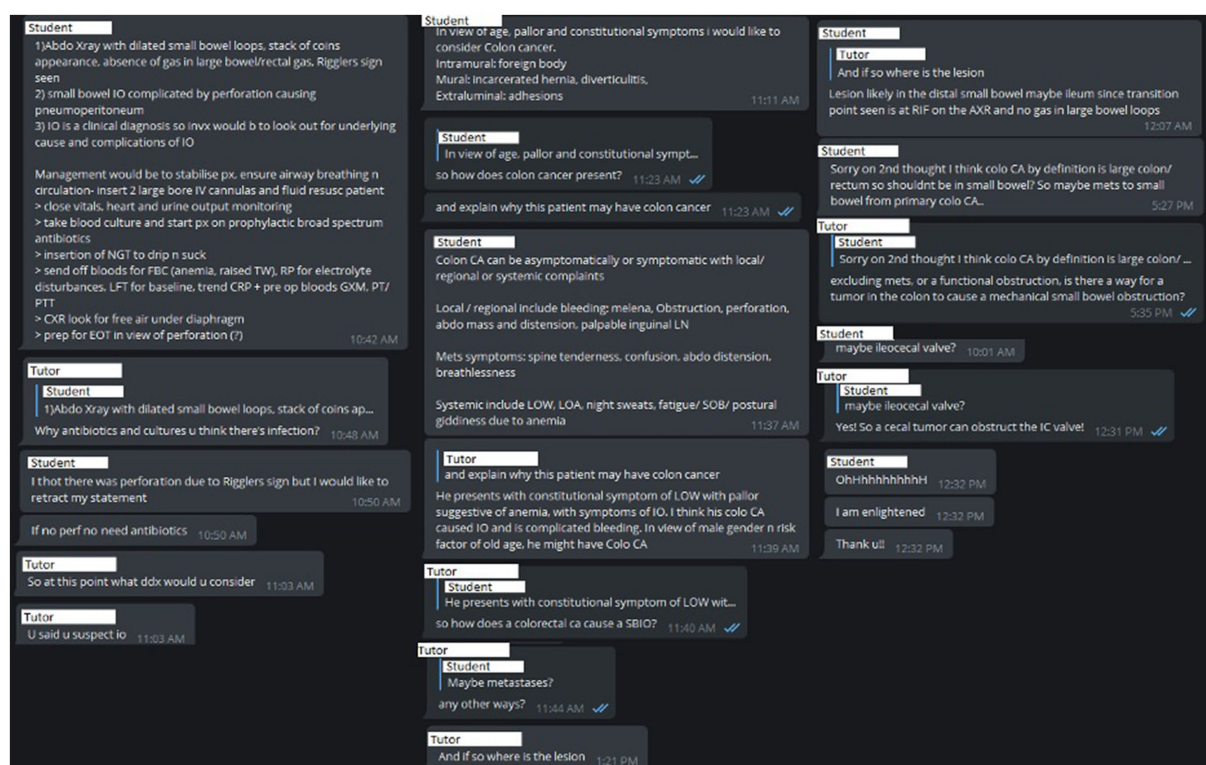 Student
1)Abdo Xray with dilated small bowel loops, stack of coins
appearance, absence of gas in large bowel/rectal gas, Rigglers sign
seen
2) small bowel IO complicated by perforation causing
pneumoperitoneum
3) IO is a clinical diagnosis so invx would b to look out for underlying
cause and complications of IO
Management would be to stabilise px, ensure airway breathing n
circulation- insert 2 large bore IV cannulas and fluid resusc patient
> close vitals, heart and urine output monitoring
> take blood culture and start px on prophylactic broad spectrum
antibiotics
> insertion of NGT to drip n suck
> send off bloods for FBC (anemia, raised TW), RP for electrolyte
disturbances, LFT for baseline, trend CRP + pre op bloods GXM, PT/
PTT
> CXR look for free air under diaphragm
> prep for EOT in view of perforation (?)
10:42 AM
Tutor
Student
1)Abdo Xray with dilated small bowel loops, stack of coins ap...
Why antibiotics and cultures u think there's infection? 10:48 AM
Student
I thot there was perforation due to Rigglers sign but I would like to
retract my statement
10:50 AM
If no perf no need antibiotics 10:50 AM
Tutor
So at this point what ddx would u consider 11:03 AM
Tutor
U said u suspect io 11:03 AM
Student
In view of age, pallor and constitutional symptoms i would like to
consider Colon cancer.
Intramural: foreign body
Mural: incarcerated hernia, diverticulitis,
Extraluminal: adhesions
11:11 AM
Student
In view of age, pallor and constitutional sympt...
so how does colon cancer present? 11:23 AM
and explain why this patient may have colon cancer 11:23 AM
Student
Colon CA can be asymptomatically or symptomatic with local/
regional or systemic complaints
Local / regional include bleeding: melena, Obstruction, perforation,
abdo mass and distension, palpable inguinal LN
Mets symptoms: spine tenderness, confusion, abdo distension,
breathlessness
Systemic include LOW, LOA, night sweats, fatigue/ SOB/ postural
giddiness due to anemia
11:37 AM
Tutor
and explain why this patient may have colon cancer
He presents with constitutional symptom of LOW with pallor
suggestive of anemia, with symptoms of IO. I think his colo CA
caused IO and is complicated bleeding. In view of male gender n risk
factor of old age, he might have Colo CA
11:39 AM
Tutor
Student
He presents with constitutional symptom of LOW wit...
so how does a colorectal ca cause a SBIO? 11:40 AM
Tutor
Student
Maybe metastases?
any other ways? 11:44 AM
Tutor
And if so where is the lesion 1:21 PM
Student
Tutor
And if so where is the lesion
Lesion likely in the distal small bowel maybe ileum since transition
point seen is at RIF on the AXR and no gas in large bowel loops
12:07 AM
Student
Sorry on 2nd thought I think colo CA by definition is large colon/
rectum so shouldnt be in small bowel? So maybe mets to small
bowel from primary colo CA..
5:27 PM
Tutor
Student
Sorry on 2nd thought I think colo CA by definition is large colon/ ...
excluding mets, or a functional obstruction, is there a way for a
tumor in the colon to cause a mechanical small bowel obstruction?
5:35 PM
Student
maybe ileocecal valve? 10:01 AM
Tutor
Student
maybe ileocecal valve?
Yes! So a cecal tumor can obstruct the IC valve! 12:31 PM
Student
OhHhhhhhhhhH 12:32 PM
I am enlightened 12:32 PM
Thank u!! 12:32 PM